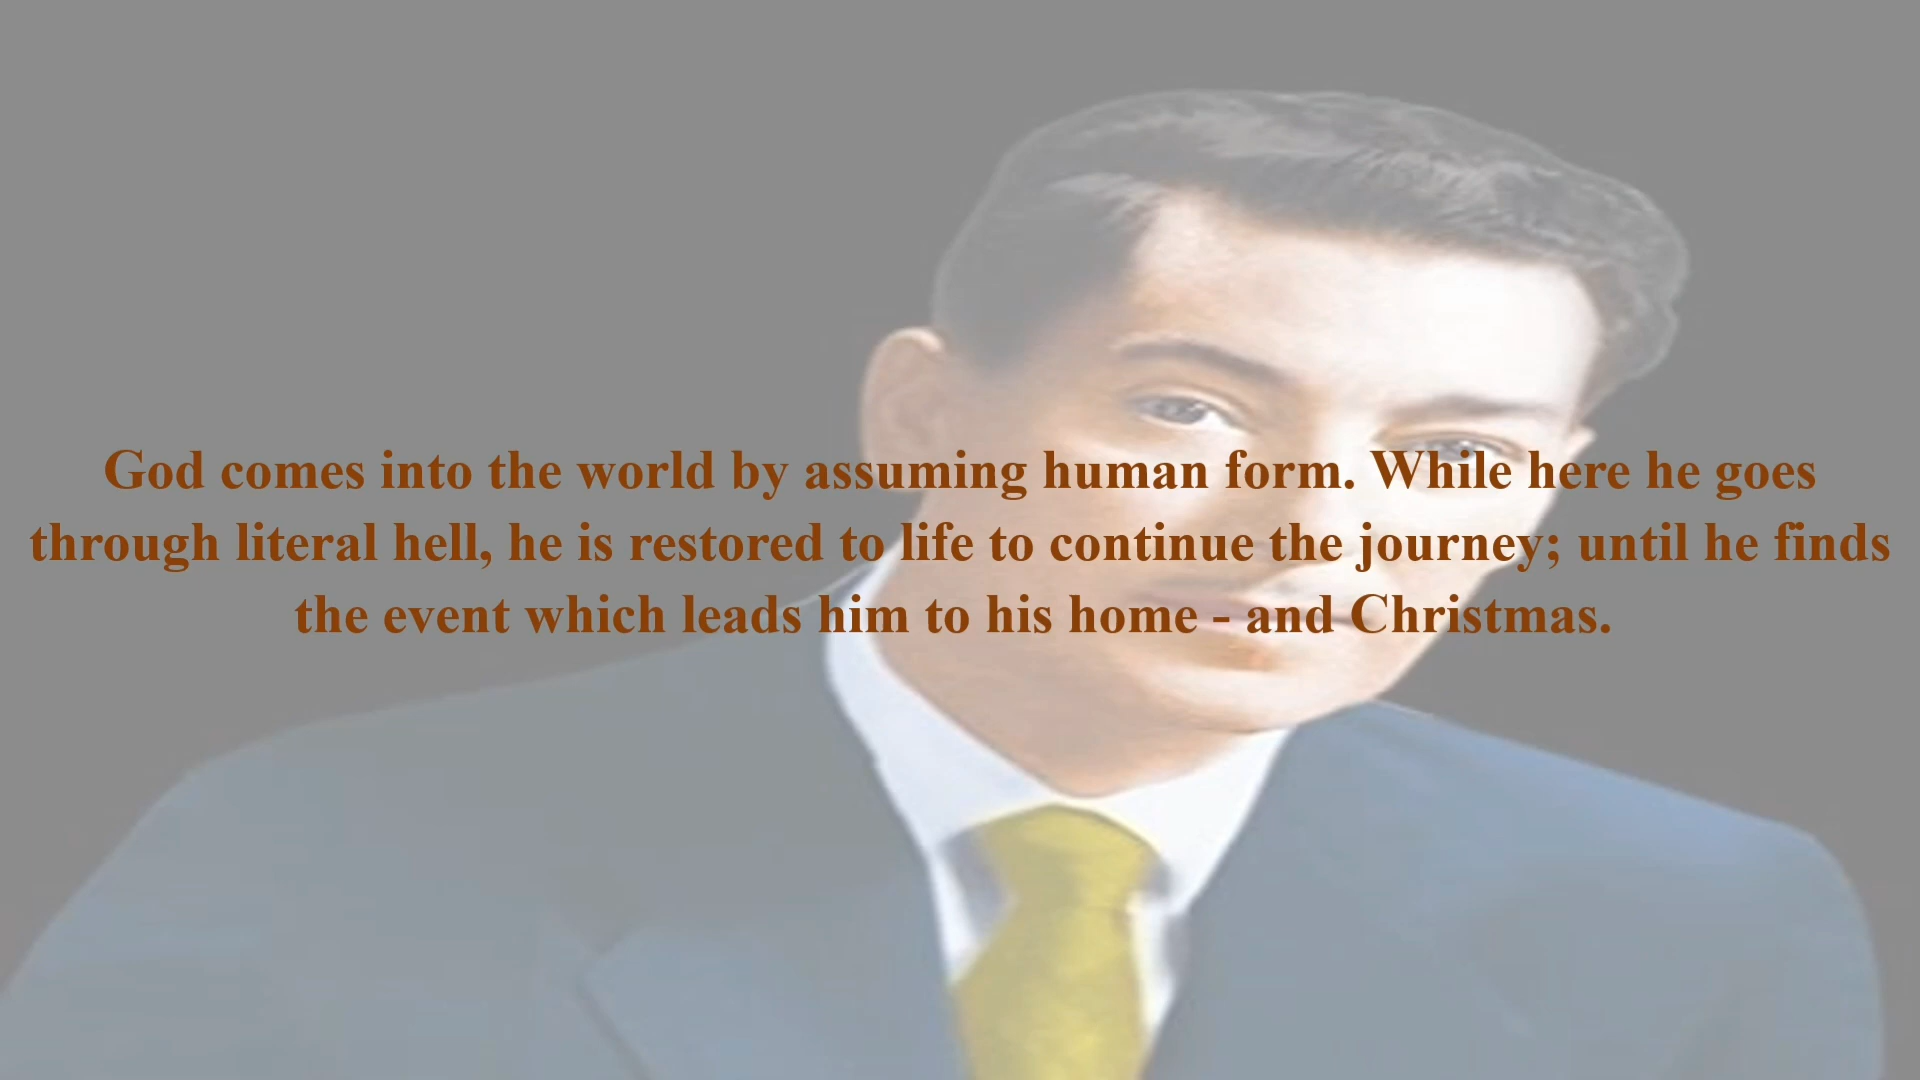 God comes into the world by assuming human form. While here he goes
through literal hell, he is restored to life to continue the journey; until he finds
the event which leads him to his home - and Christmas.